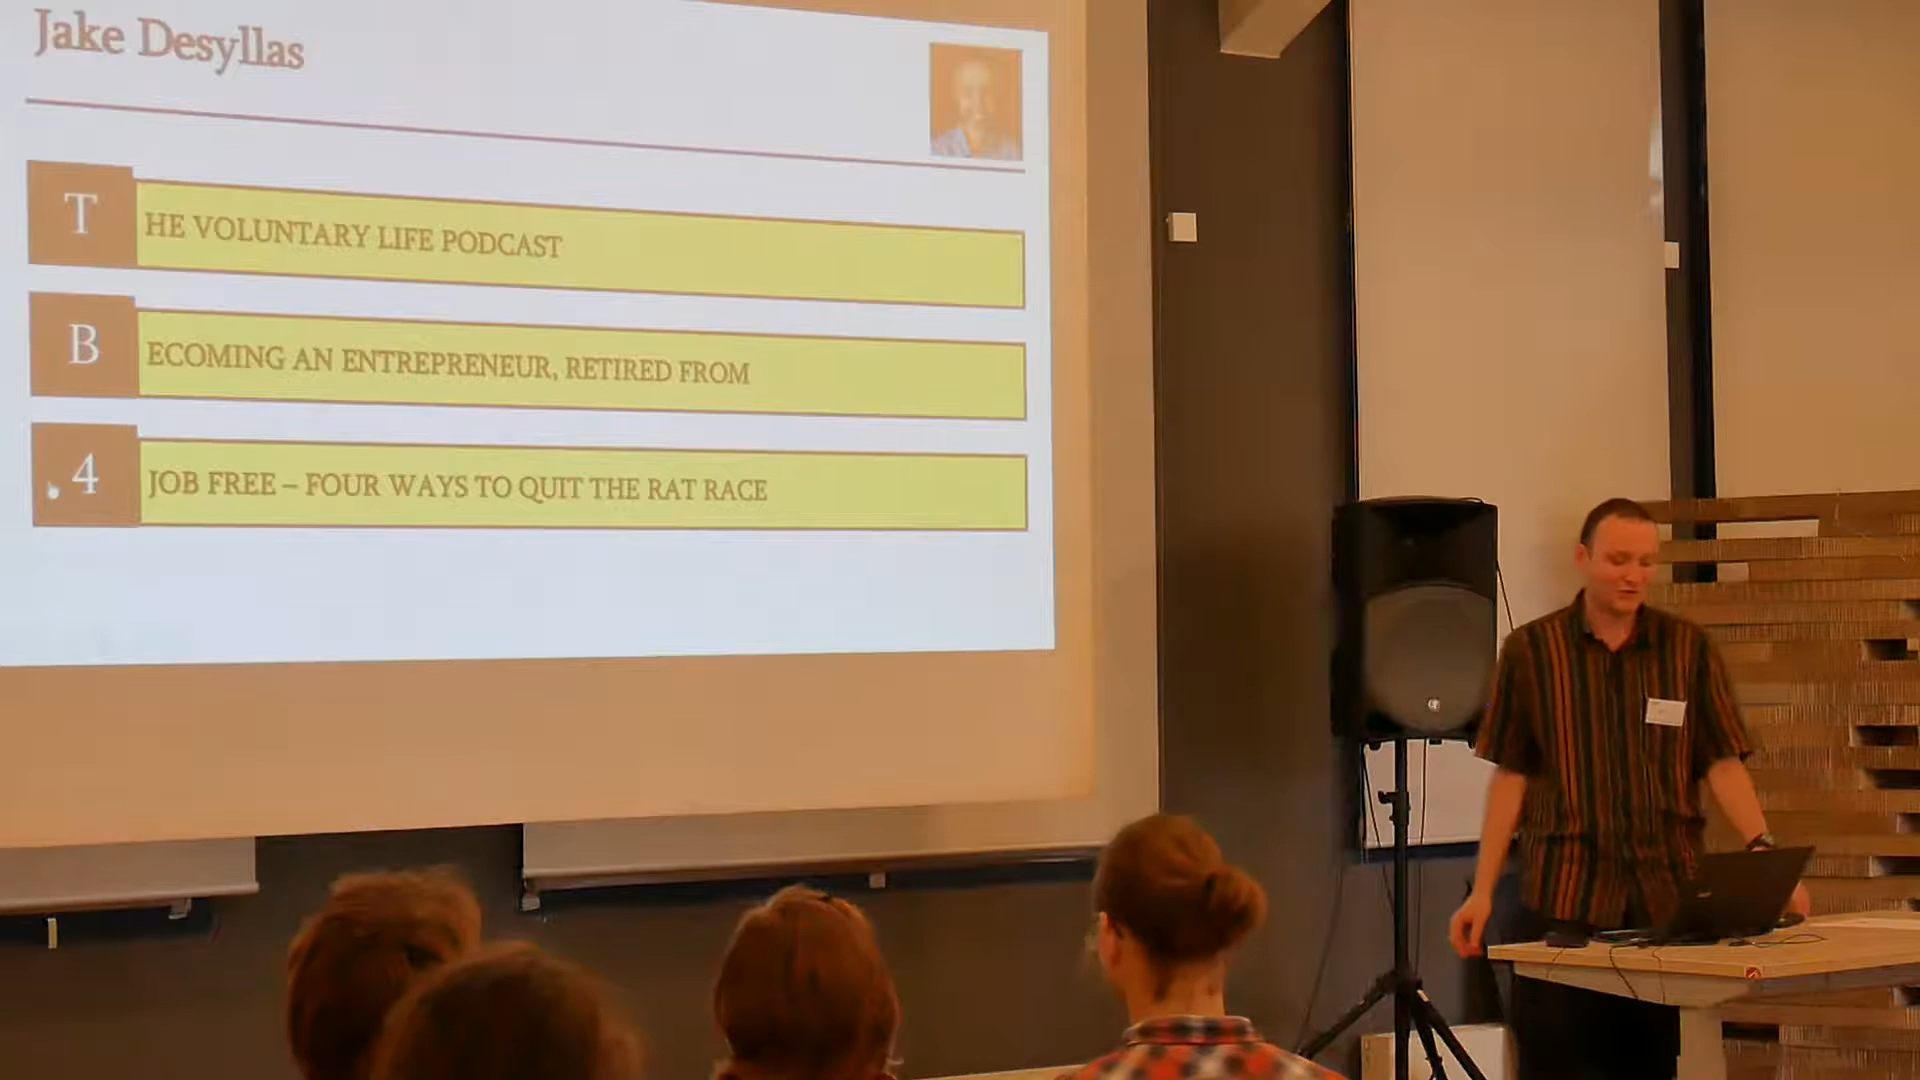 Jake Desyllas
T HE VOLUNTARY LIFE PODCAST
B ECOMING AN ENTREPRENEUR, RETIRED FROM
4 JOB FREE – FOUR WAYS TO QUIT THE RAT RACE